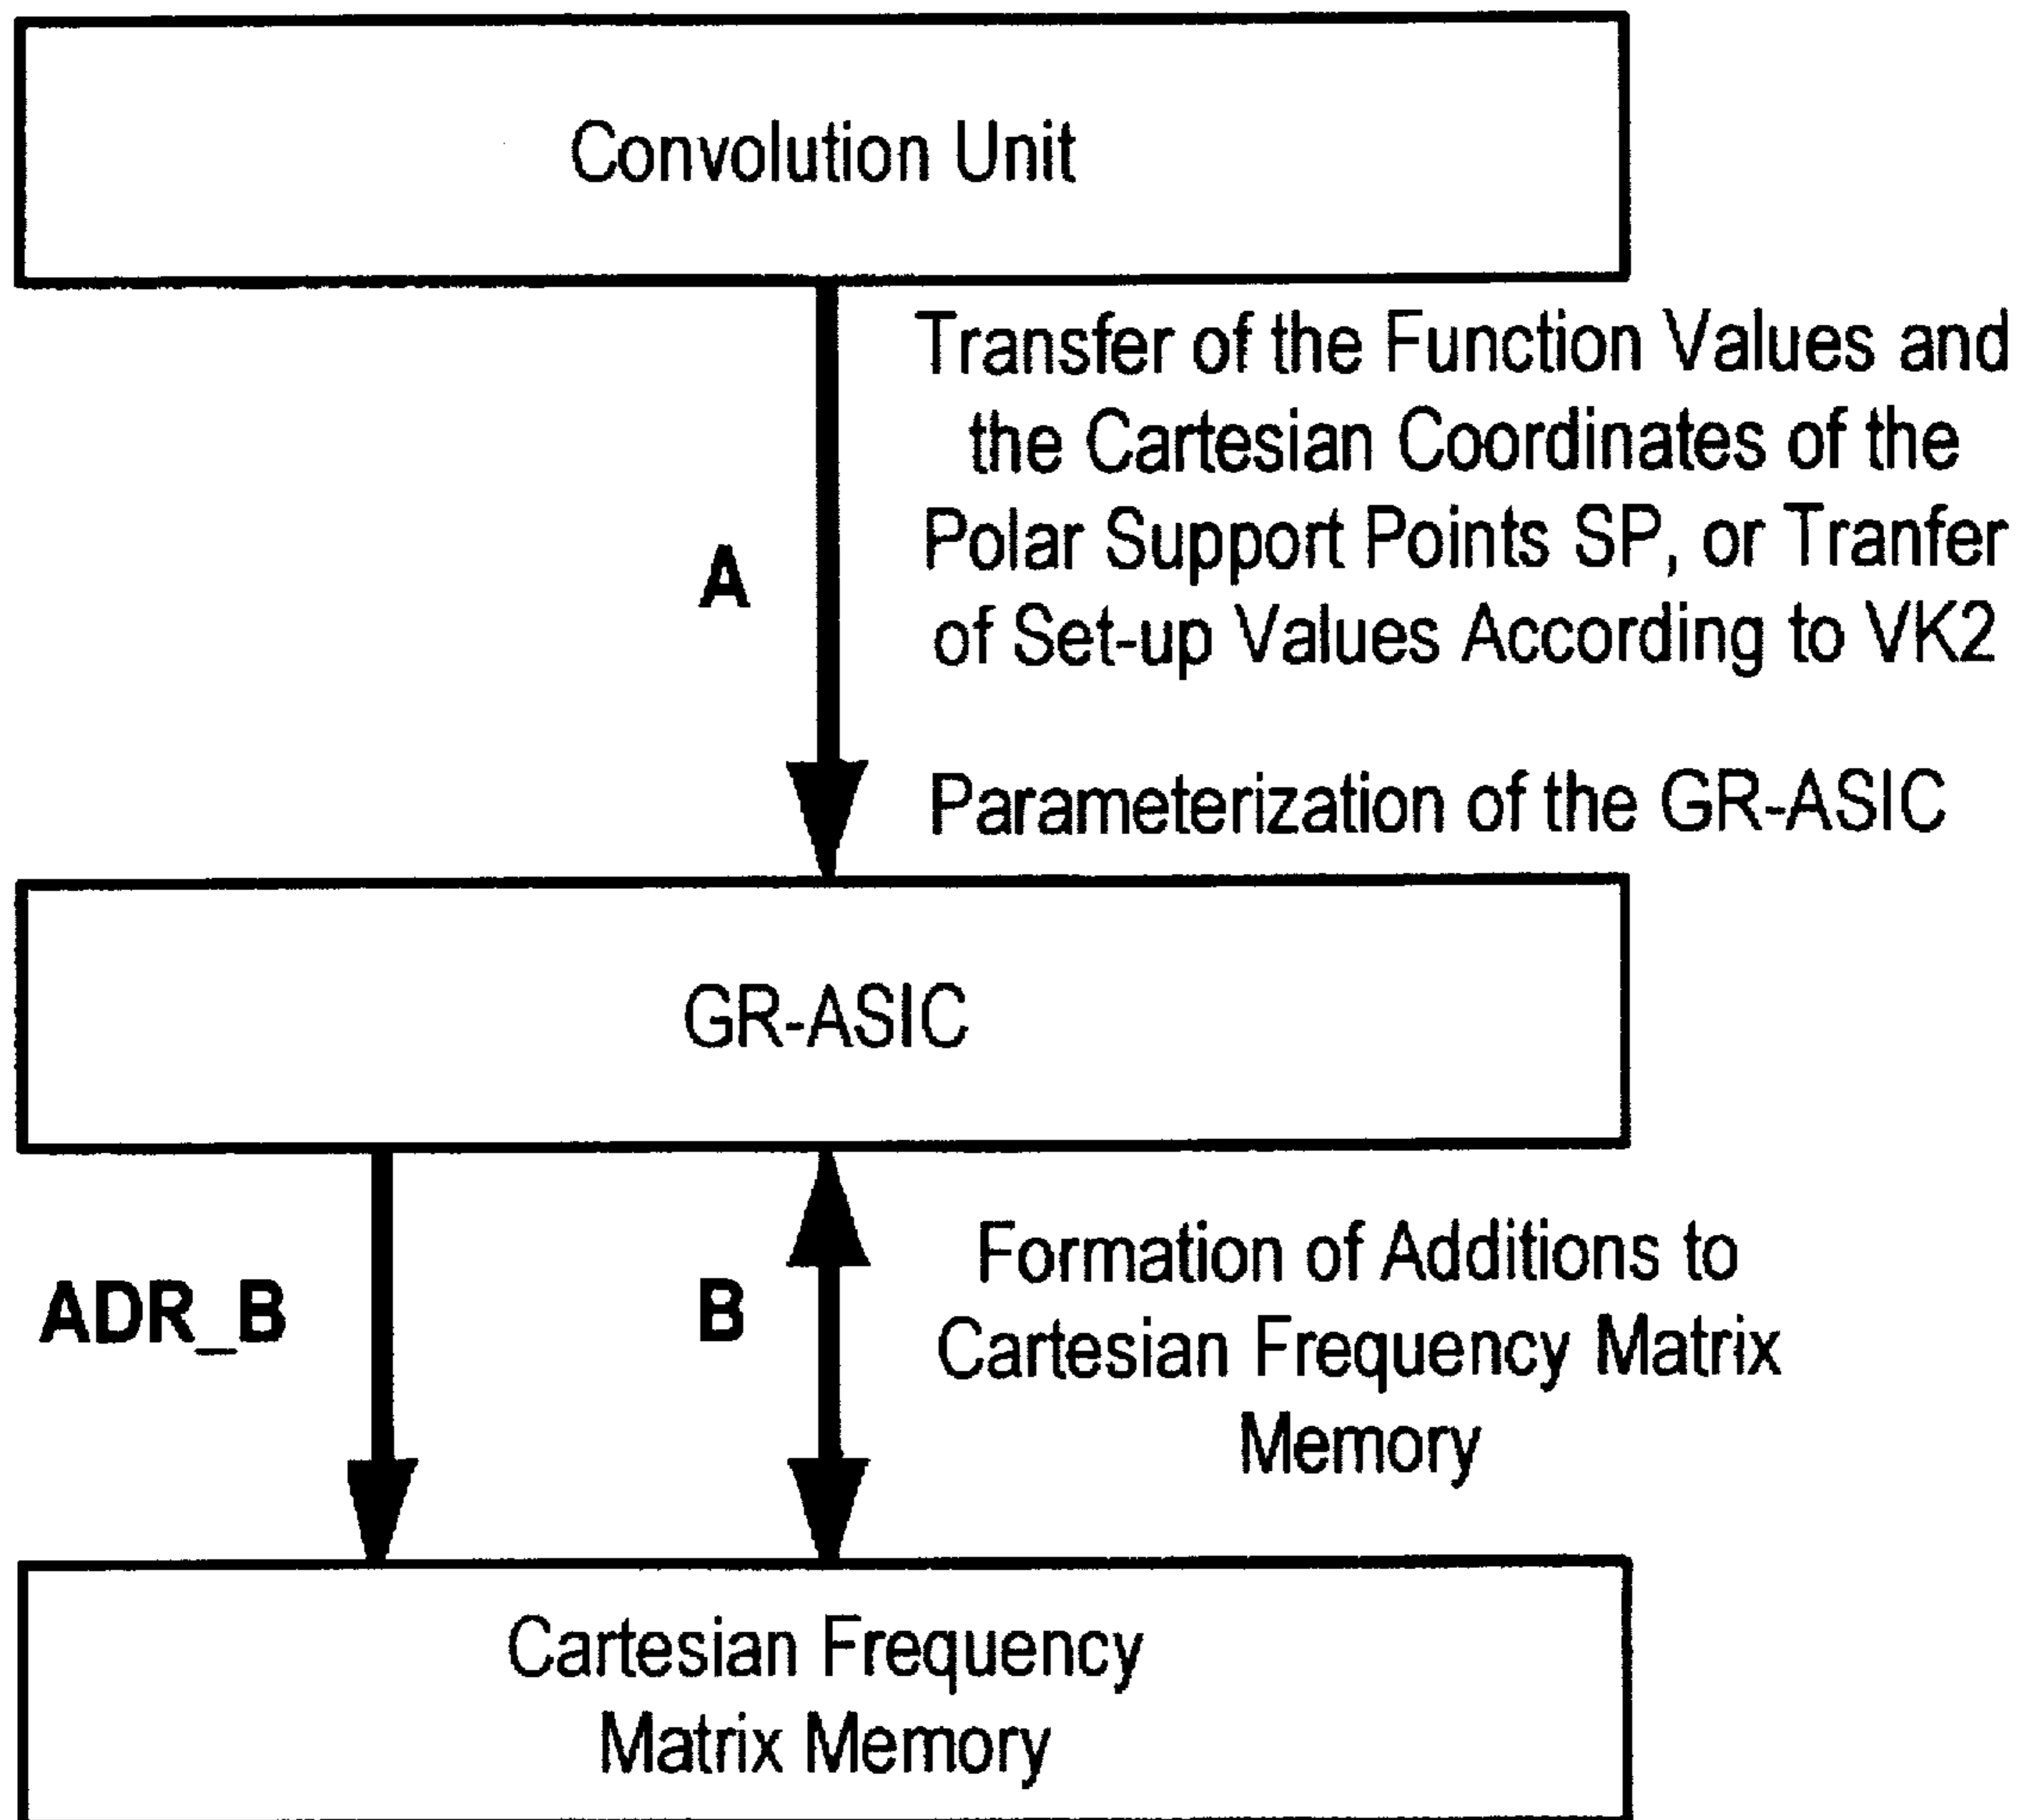 Convolution Unit
Transfer of the Function Values and
the Cartesian Coordinates of the
Polar Support Points SP, or Tranfer
of Set-up Values According to VK2
A
Parameterization of the GR-ASIC
GR-ASIC
ADR_B
B
Formation of Additions to
Cartesian Frequency Matrix
Memory
Cartesian Frequency
Matrix Memory